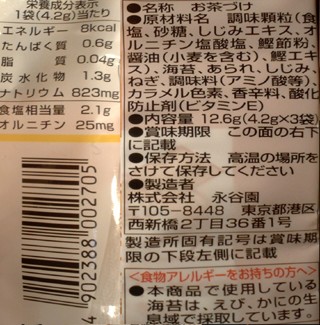 栄養成分表示
1袋(4.2g)当たり
エネルギー 8kcal
たんぱく質 0.6g
脂質 0.04g
炭水化物 1.3g
ナトリウム 823mg
食塩相当量 2.1g
オルニチン 25mg
4902388002705
●名称 お茶づけ
●原材料名 調味顆粒(食
塩、砂糖、しじみエキス、オ
ルニチン塩酸塩、鰹節粉、
醤油(小麦を含む)、鰹エキ
ス)、海苔、あられ、しじみ、
ねぎ、調味料(アミノ酸等)、
カラメル色素、香辛料、酸化
防止剤(ビタミンE)
●内容量 12.6g(4.2g×3袋)
●賞味期限 この面の右下
に記載
●保存方法 高温の場所を
さけて保存してください。
●製造者
株式会社 永谷園
〒105-8448 東京都港区
西新橋2丁目36番1号
製造所固有記号は賞味期
限の下段左側に記載
<食物アレルギーをお持ちの方へ>
●本商品で使用している
海苔は、えび、かにの生
息域で採取しています。